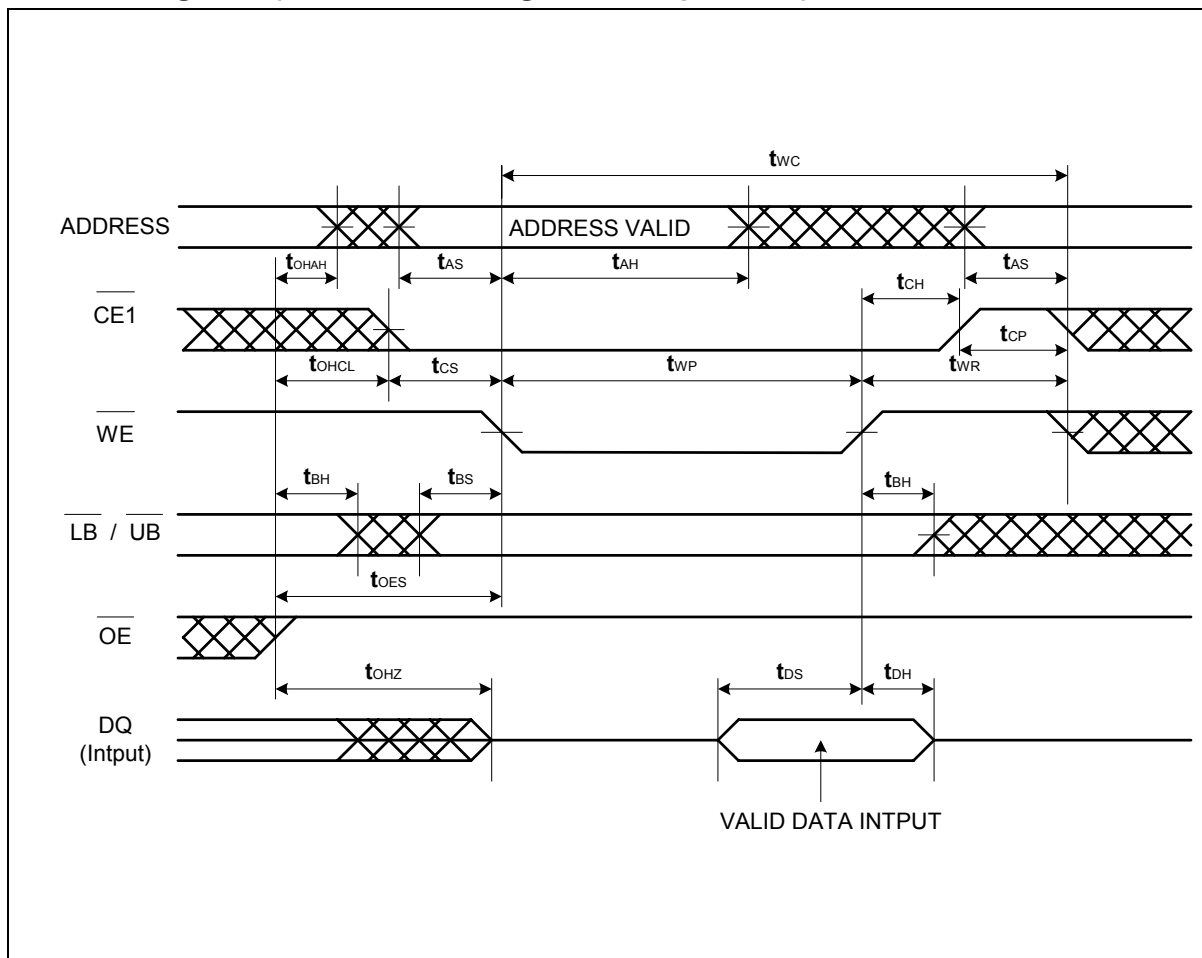 tWC
ADDRESS
ADDRESS VALID
tOHAH
tAS
tAH
tAS
tCH
CE1
tCP
tOHCL
tCS
tWP
tWR
WE
tBH
tBS
tBH
LB / UB
tOES
OE
tOHZ
tDS
tDH
DQ
(Intput)
VALID DATA INTPUT